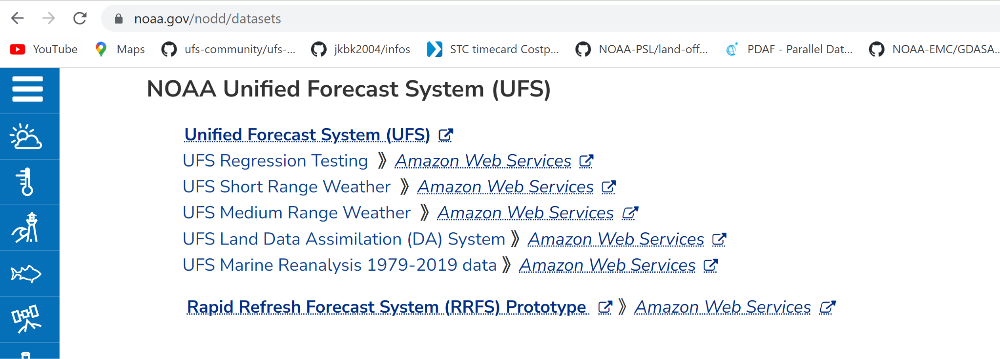 noaa.gov/nodd/datasets
YouTube Maps ufs-community/ufs-... jkbk2004/infos STC timecard Costp... NOAA-PSL/land-off... PDAF - Parallel Dat... NOAA-EMC/GDASA...
NOAA Unified Forecast System (UFS)
Unified Forecast System (UFS)
UFS Regression Testing ⟫ Amazon Web Services
UFS Short Range Weather ⟫ Amazon Web Services
UFS Medium Range Weather ⟫ Amazon Web Services
UFS Land Data Assimilation (DA) System ⟫ Amazon Web Services
UFS Marine Reanalysis 1979-2019 data ⟫ Amazon Web Services
Rapid Refresh Forecast System (RRFS) Prototype ⟫ Amazon Web Services